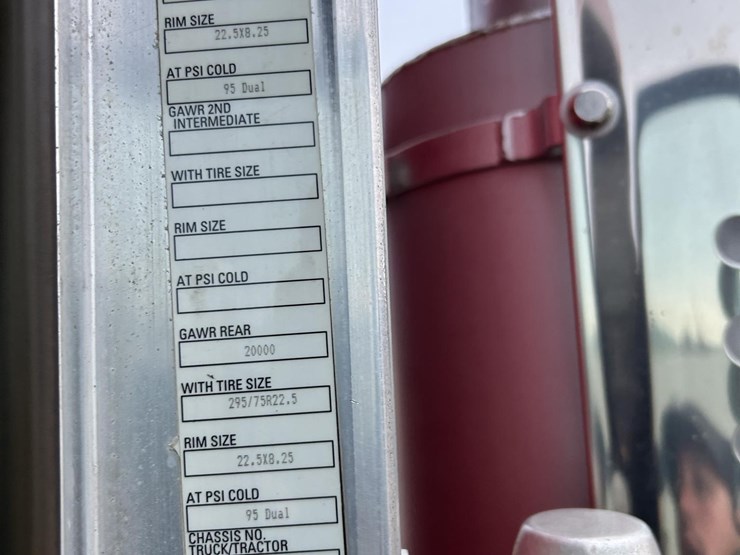 RIM SIZE
22.5X8.25
AT PSI COLD
95 Dual
GAWR 2ND
INTERMEDIATE
WITH TIRE SIZE
RIM SIZE
AT PSI COLD
GAWR REAR
20000
WITH TIRE SIZE
295/75R22.5
RIM SIZE
22.5X8.25
AT PSI COLD
95 Dual
CHASSIS NO.
TRUCK/TRACTOR